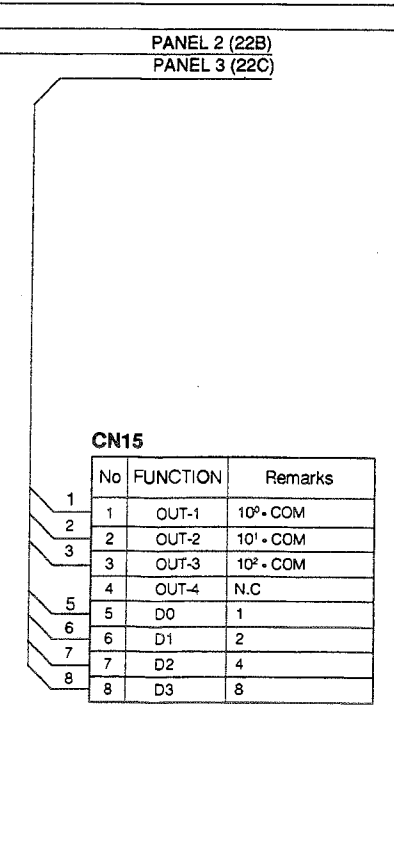 PANEL 2 (22B)
PANEL 3 (22C)
CN15
No FUNCTION Remarks
1 1 OUT-1 10⁰•COM
2 2 OUT-2 10¹•COM
3 3 OUT-3 10²•COM
4 OUT-4 N.C
5 5 D0 1
6 6 D1 2
7 7 D2 4
8 8 D3 8